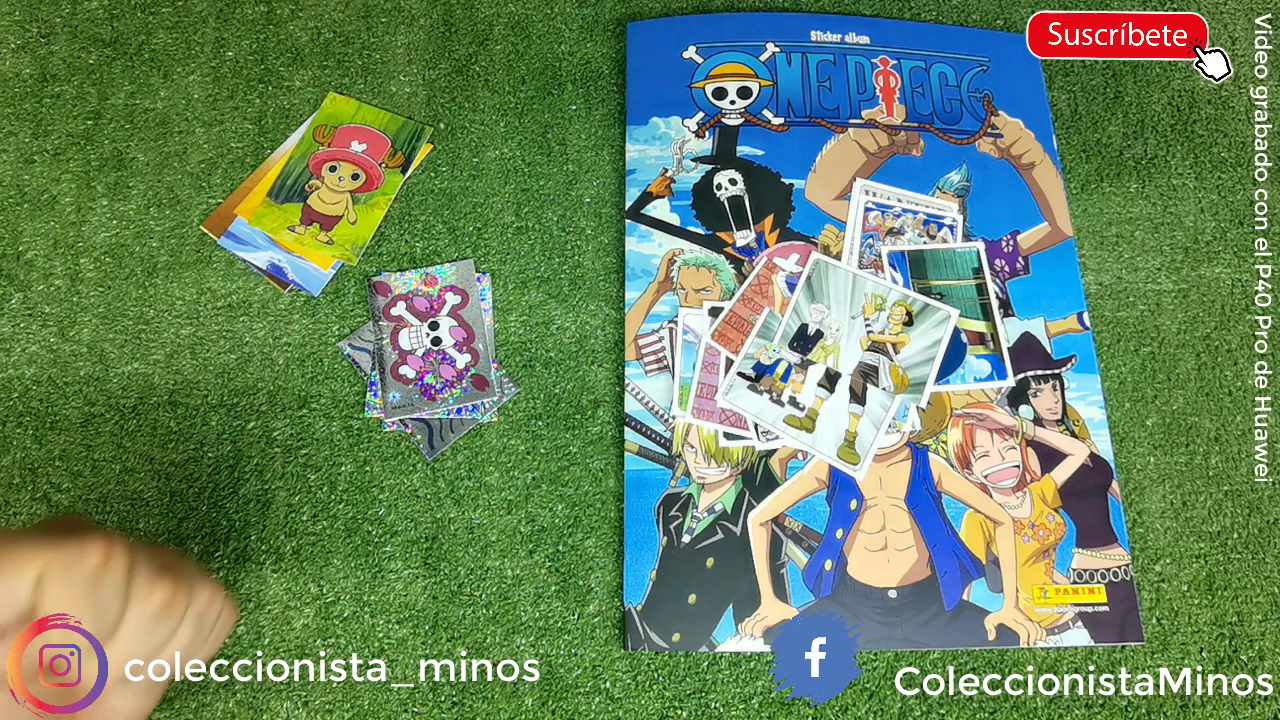 Sticker album
ONE PIECE
Suscríbete
Video grabado con el P40 Pro de Huawei
PANINI
coleccionista_minos
ColeccionistaMinos